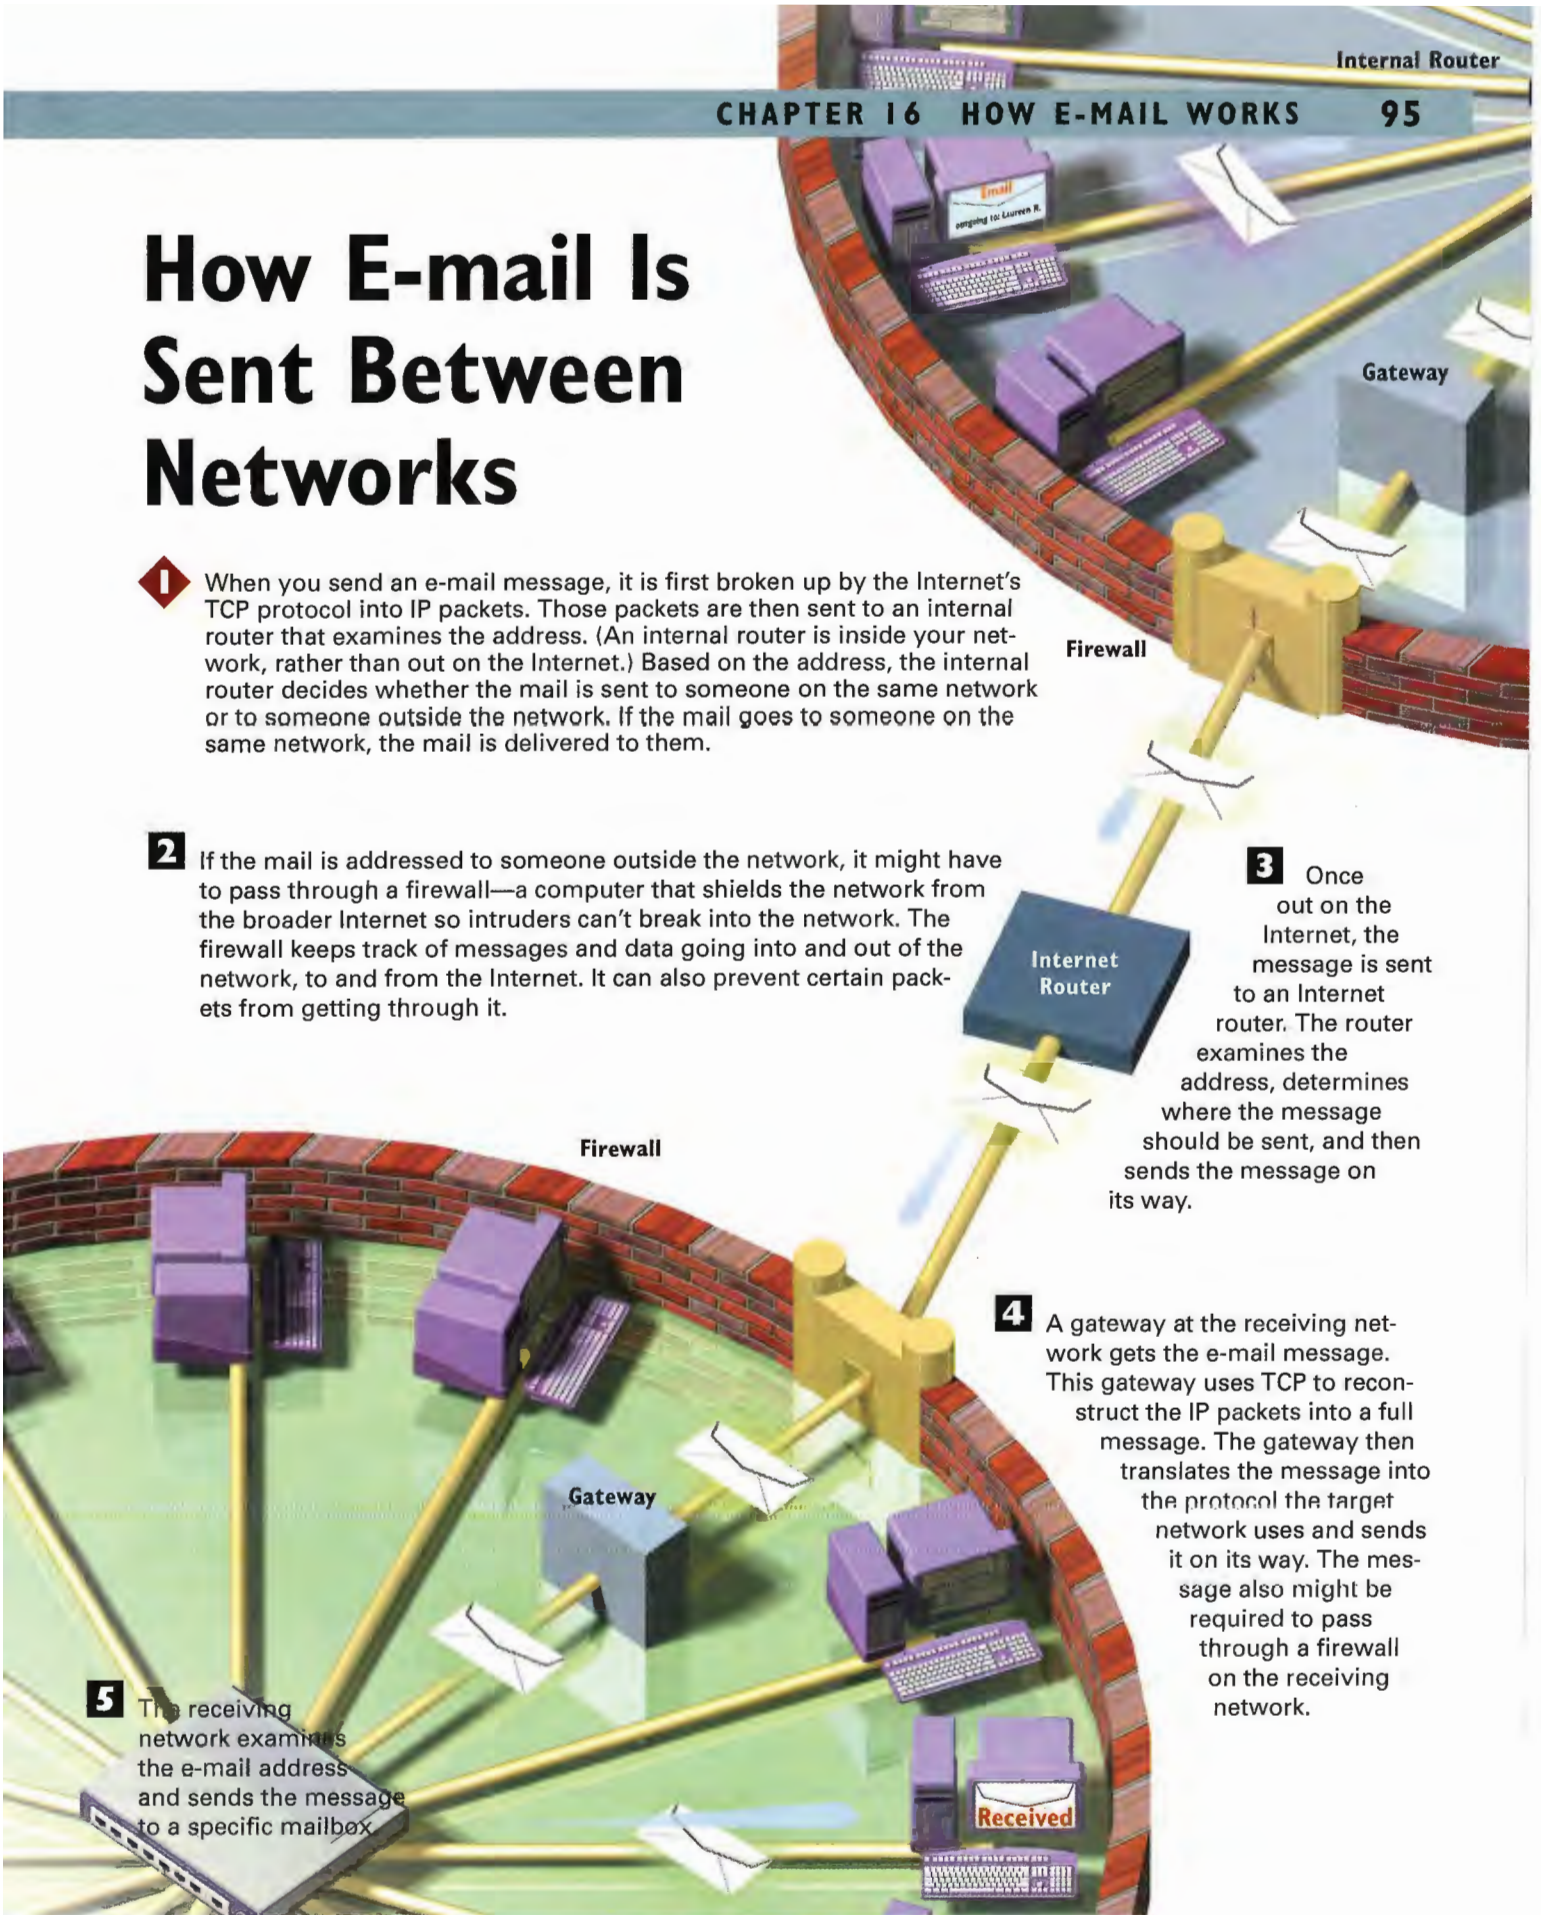 Internal Router
CHAPTER 16 HOW E-MAIL WORKS 95
Email
outgoing to: Laureen R.
How E-mail Is
Sent Between
Networks
Gateway
1 When you send an e-mail message, it is first broken up by the Internet's
TCP protocol into IP packets. Those packets are then sent to an internal
router that examines the address. (An internal router is inside your net-
work, rather than out on the Internet.) Based on the address, the internal
router decides whether the mail is sent to someone on the same network
or to someone outside the network. If the mail goes to someone on the
same network, the mail is delivered to them.
Firewall
2 If the mail is addressed to someone outside the network, it might have
to pass through a firewall—a computer that shields the network from
the broader Internet so intruders can't break into the network. The
firewall keeps track of messages and data going into and out of the
network, to and from the Internet. It can also prevent certain pack-
ets from getting through it.
Internet
Router
3 Once
out on the
Internet, the
message is sent
to an Internet
router. The router
examines the
address, determines
where the message
should be sent, and then
sends the message on
its way.
Firewall
4 A gateway at the receiving net-
work gets the e-mail message.
This gateway uses TCP to recon-
struct the IP packets into a full
message. The gateway then
translates the message into
the protocol the target
network uses and sends
it on its way. The mes-
sage also might be
required to pass
through a firewall
on the receiving
network.
Gateway
5 The receiving
network examines
the e-mail address
and sends the message
to a specific mailbox.
Received